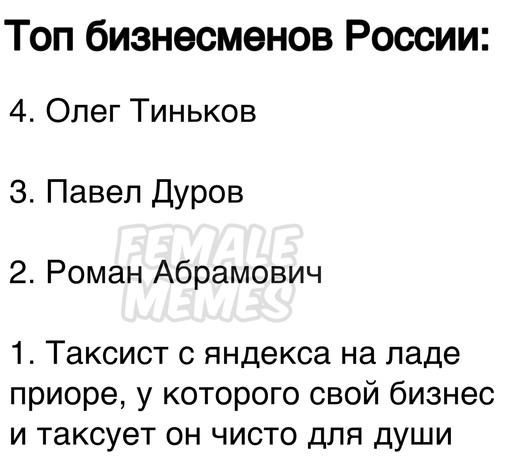 Топ бизнесменов России:
4. Олег Тиньков
3. Павел Дуров
FEMALE
MEMES
2. Роман Абрамович
1. Таксист с яндекса на ладе
приоре, у которого свой бизнес
и таксует он чисто для души